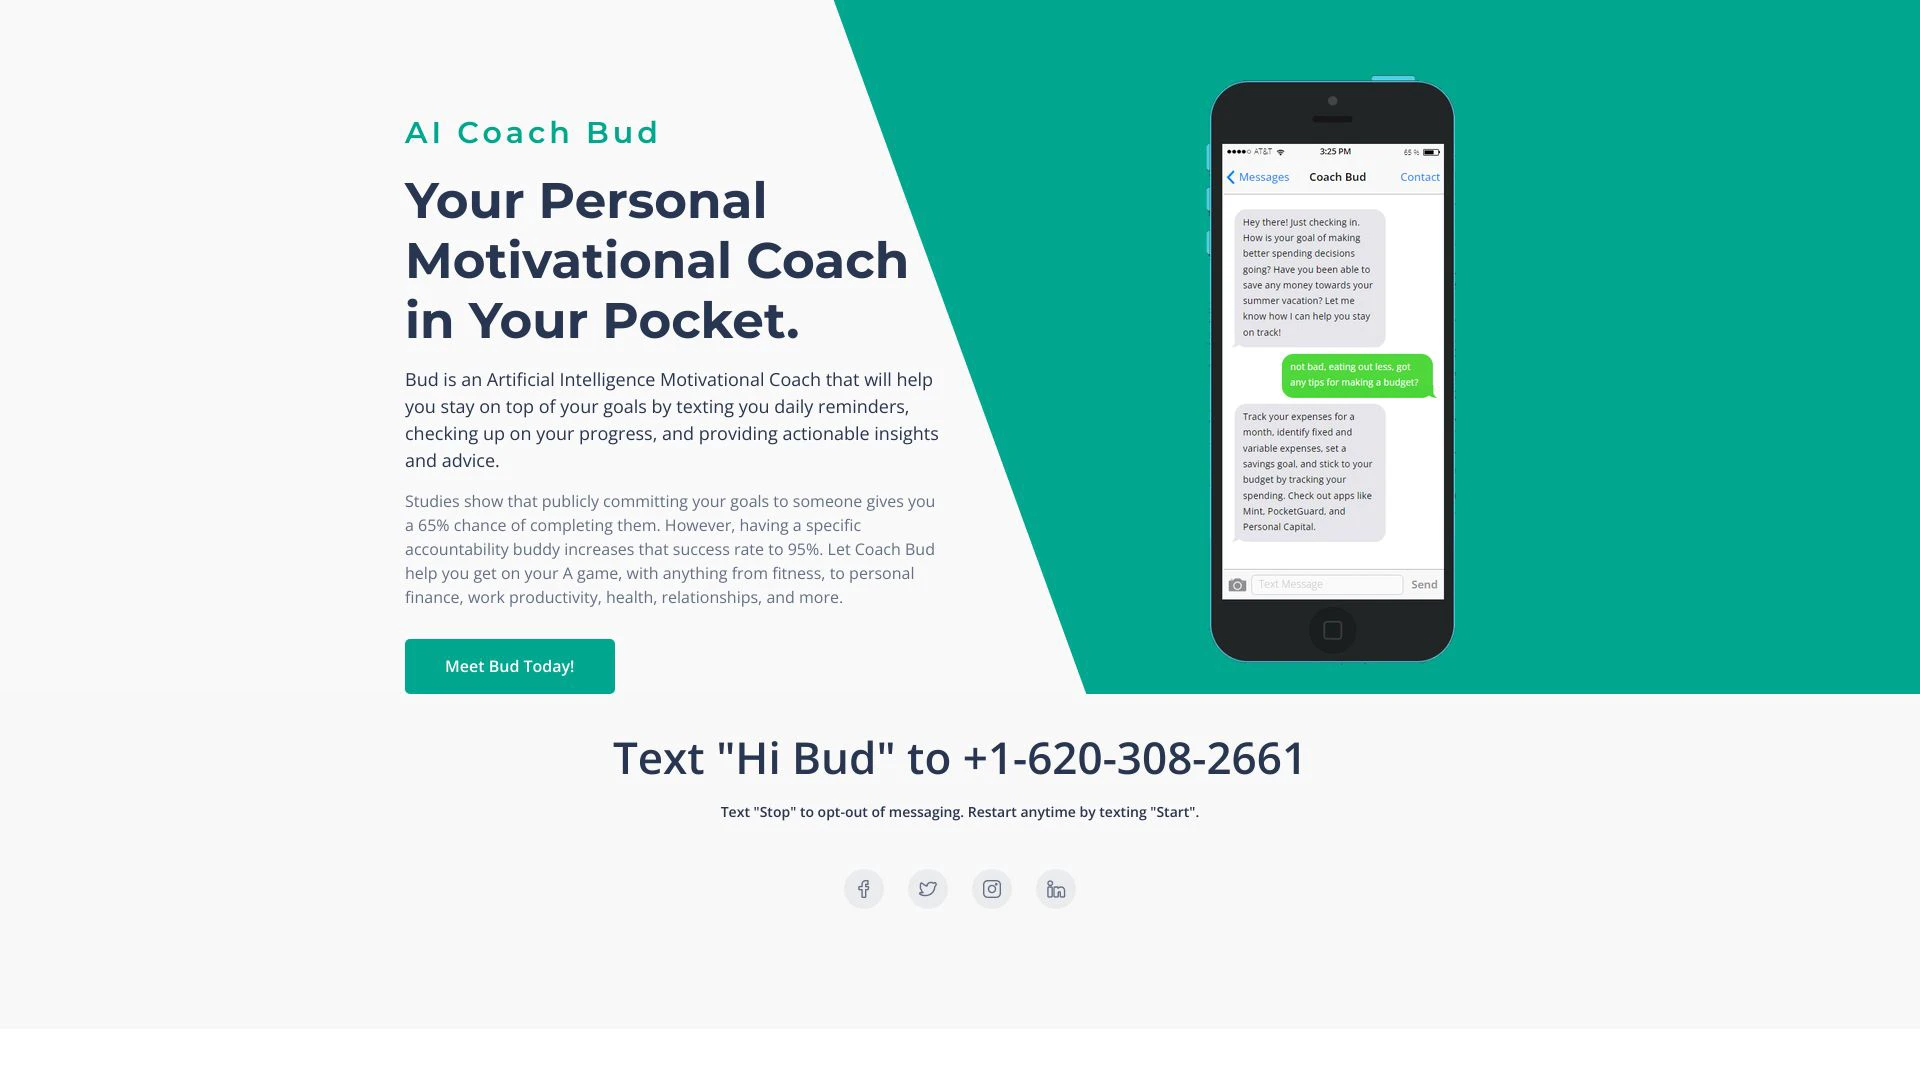 AI Coach Bud
Your Personal
Motivational Coach
in Your Pocket.
Bud is an Artificial Intelligence Motivational Coach that will help
you stay on top of your goals by texting you daily reminders,
checking up on your progress, and providing actionable insights
and advice.
Studies show that publicly committing your goals to someone gives you
a 65% chance of completing them. However, having a specific
accountability buddy increases that success rate to 95%. Let Coach Bud
help you get on your A game, with anything from fitness, to personal
finance, work productivity, health, relationships, and more.
Meet Bud Today!
AT&T 3:25 PM 65 %
Messages Coach Bud Contact
Hey there! Just checking in.
How is your goal of making
better spending decisions
going? Have you been able to
save any money towards your
summer vacation? Let me
know how I can help you stay
on track!
not bad, eating out less, got
any tips for making a budget?
Track your expenses for a
month, identify fixed and
variable expenses, set a
savings goal, and stick to your
budget by tracking your
spending. Check out apps like
Mint, PocketGuard, and
Personal Capital.
Text Message Send
Text "Hi Bud" to +1-620-308-2661
Text "Stop" to opt-out of messaging. Restart anytime by texting "Start".